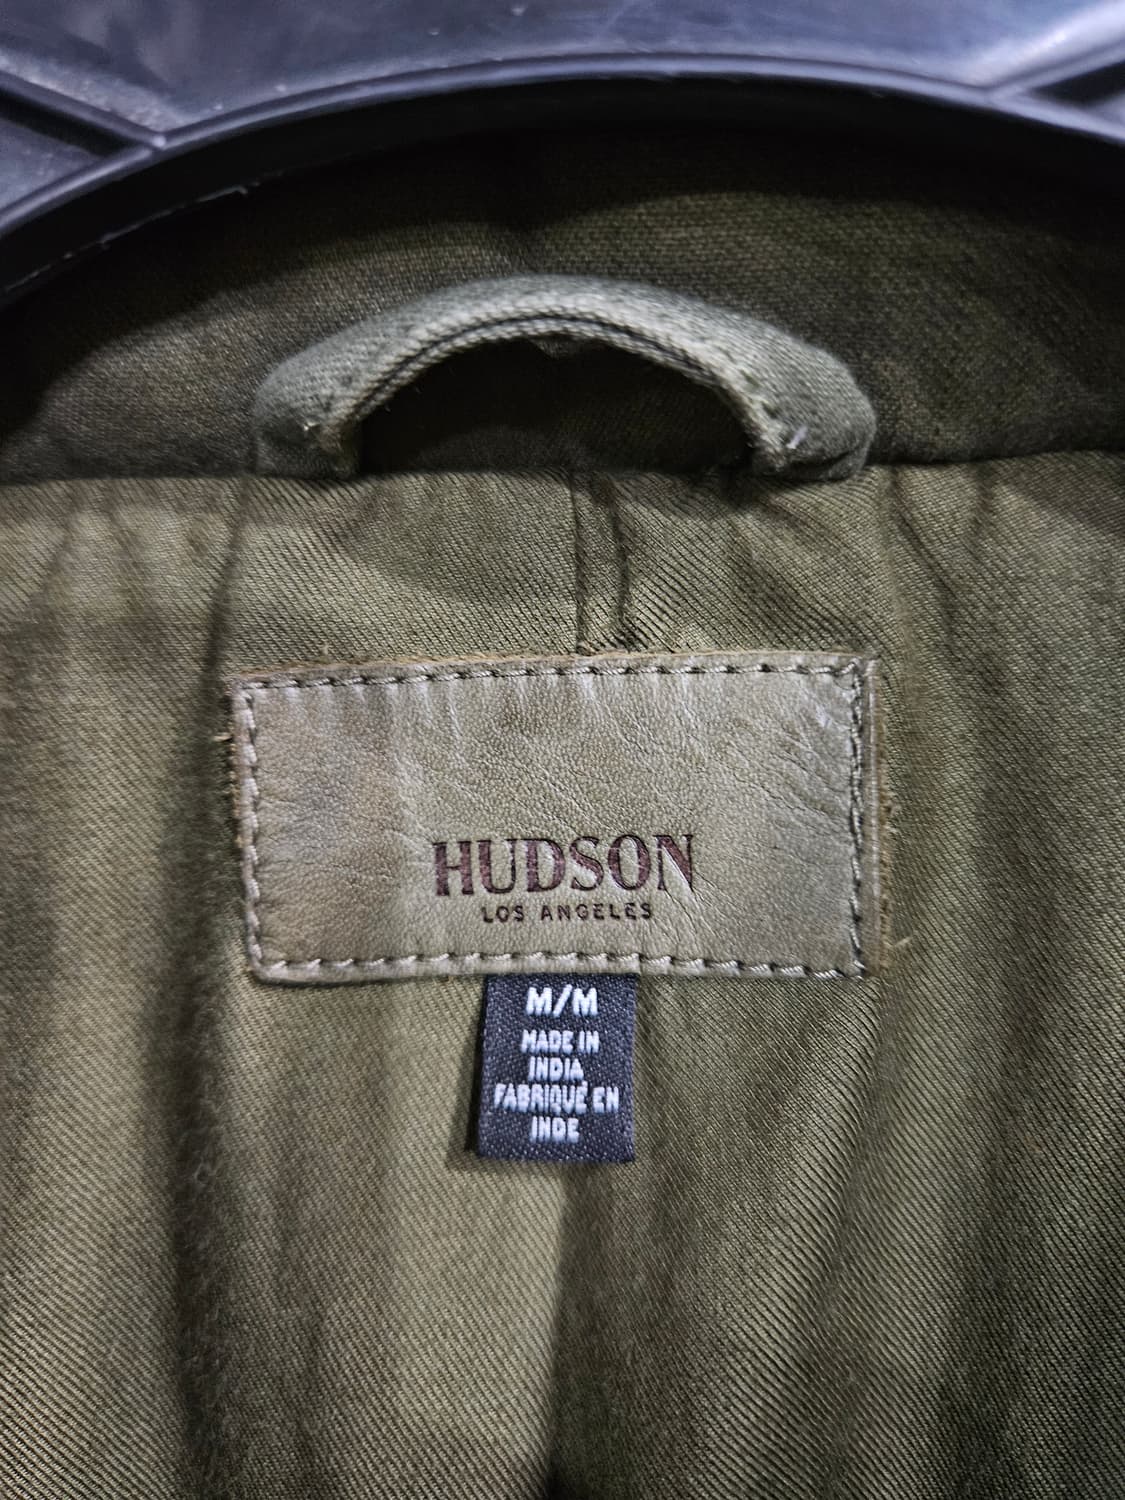 HUDSON
LOS ANGELES
M/M
MADE IN
INDIA
FABRIQUÉ EN
INDE